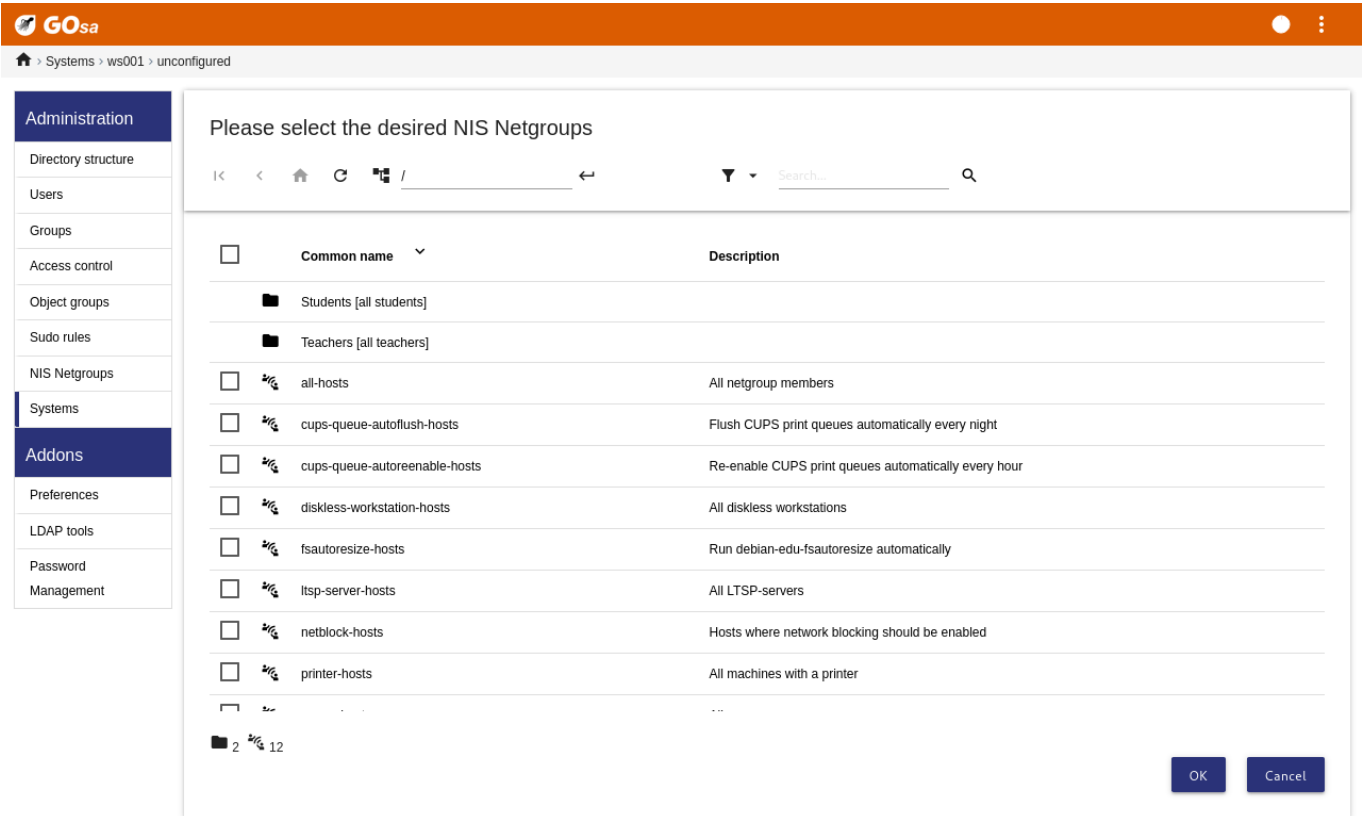 GOsa
Systems › ws001 › unconfigured
Administration
Directory structure
Users
Groups
Access control
Object groups
Sudo rules
NIS Netgroups
Systems
Addons
Preferences
LDAP tools
Password
Management
Please select the desired NIS Netgroups
/
Search...
Common name Description
Students [all students]
Teachers [all teachers]
all-hosts All netgroup members
cups-queue-autoflush-hosts Flush CUPS print queues automatically every night
cups-queue-autoreenable-hosts Re-enable CUPS print queues automatically every hour
diskless-workstation-hosts All diskless workstations
fsautoresize-hosts Run debian-edu-fsautoresize automatically
ltsp-server-hosts All LTSP-servers
netblock-hosts Hosts where network blocking should be enabled
printer-hosts All machines with a printer
2 12
OK Cancel